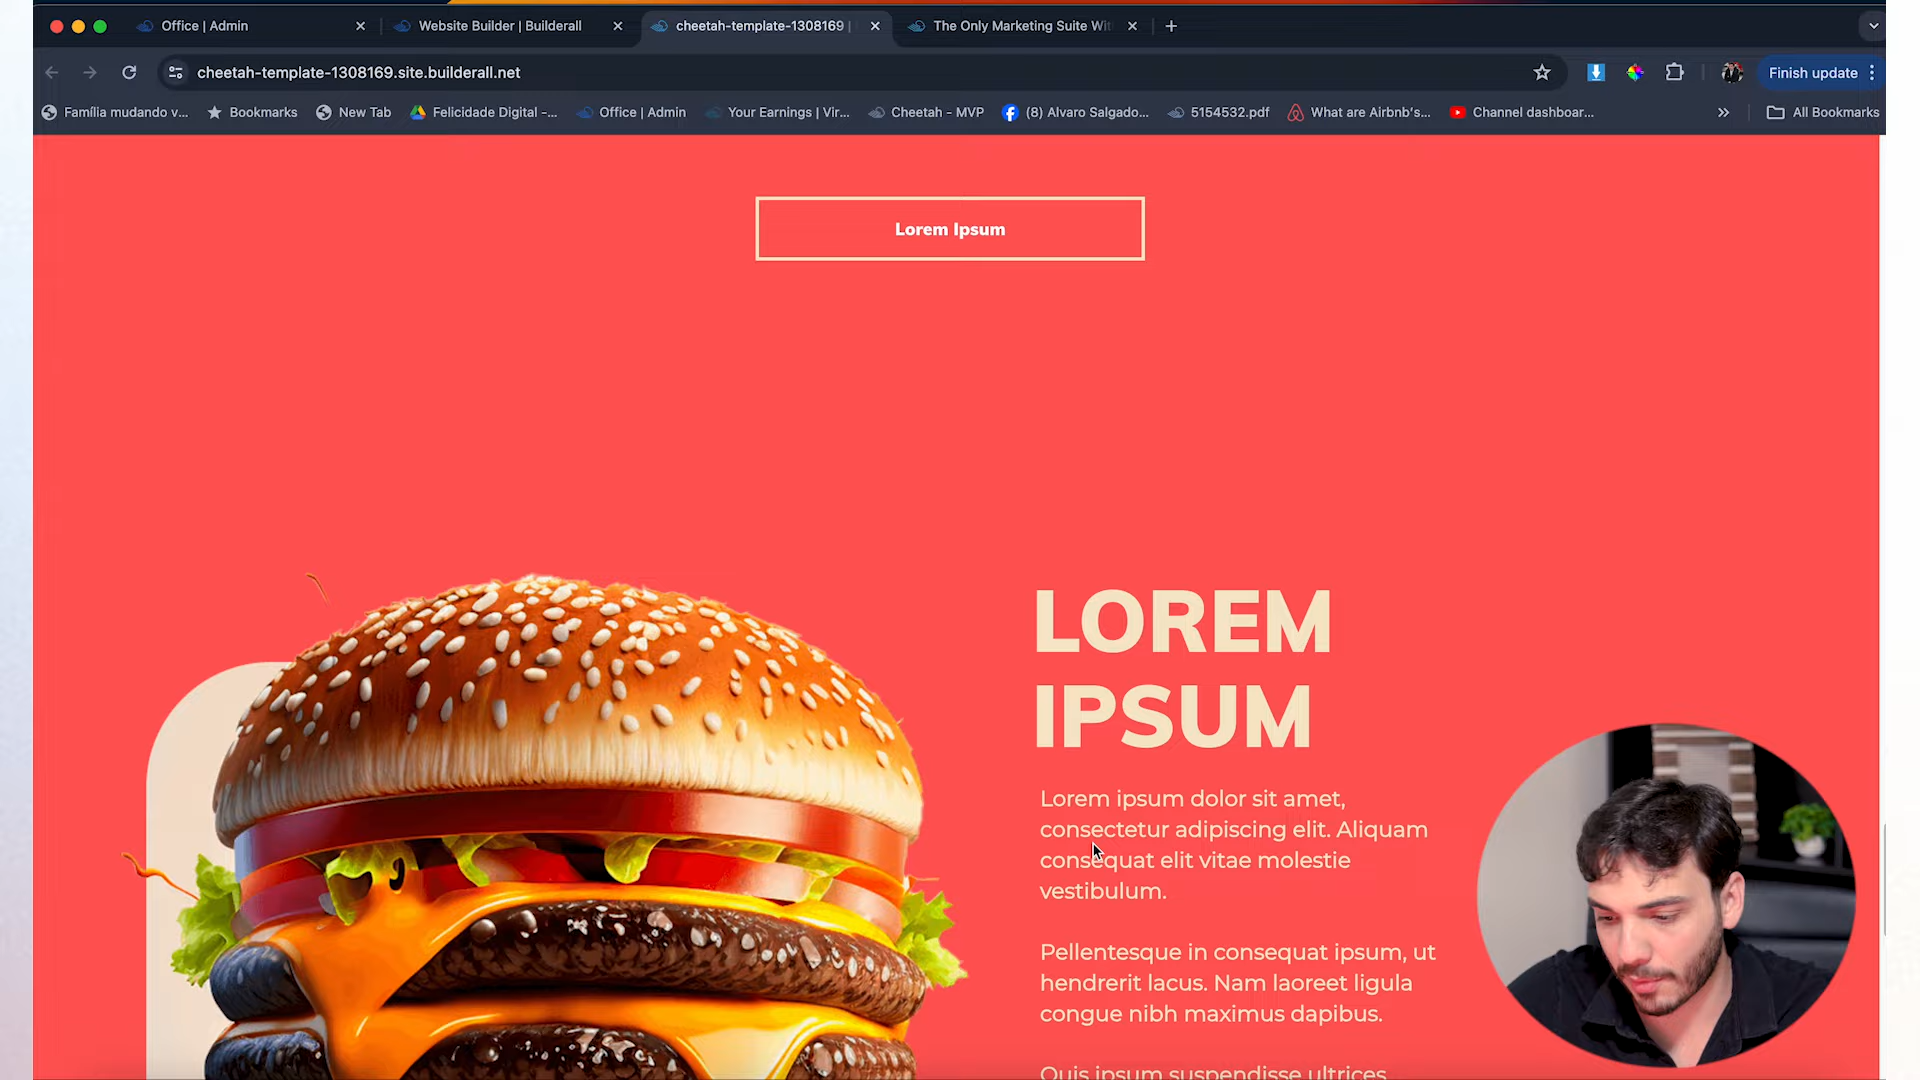 Office | Admin
Website Builder | Builderall
cheetah-template-1308169 |
The Only Marketing Suite Wit
cheetah-template-1308169.site.builderall.net
Finish update
Família mudando v...
Bookmarks
New Tab
Felicidade Digital -...
Office | Admin
Your Earnings | Vir...
Cheetah - MVP
(8) Alvaro Salgado...
5154532.pdf
What are Airbnb's...
Channel dashboar...
All Bookmarks
Lorem Ipsum
LOREM
IPSUM
Lorem ipsum dolor sit amet,
consectetur adipiscing elit. Aliquam
consequat elit vitae molestie
vestibulum.
Pellentesque in consequat ipsum, ut
hendrerit lacus. Nam laoreet ligula
congue nibh maximus dapibus.
Quis ipsum suspendisse ultrices